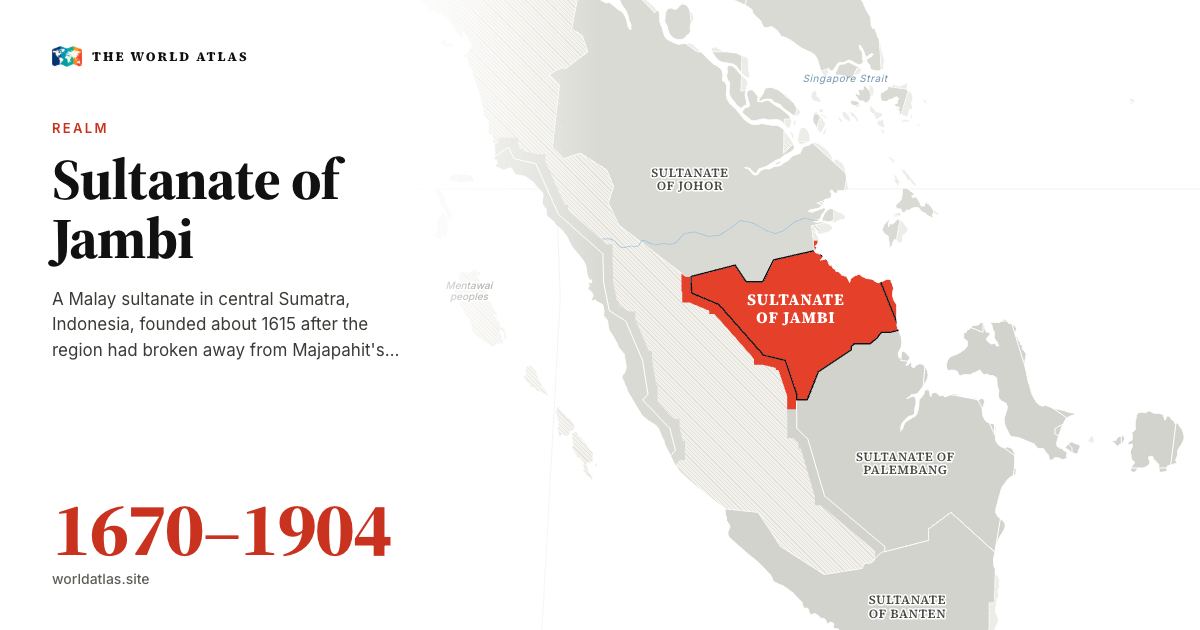 THE WORLD ATLAS
REALM
Sultanate of
Jambi
A Malay sultanate in central Sumatra,
Indonesia, founded about 1615 after the
region had broken away from Majapahit's...
1670–1904
worldatlas.site
Singapore Strait
SULTANATE
OF JOHOR
Mentawai
peoples
SULTANATE
OF JAMBI
SULTANATE OF
PALEMBANG
SULTANATE
OF BANTEN